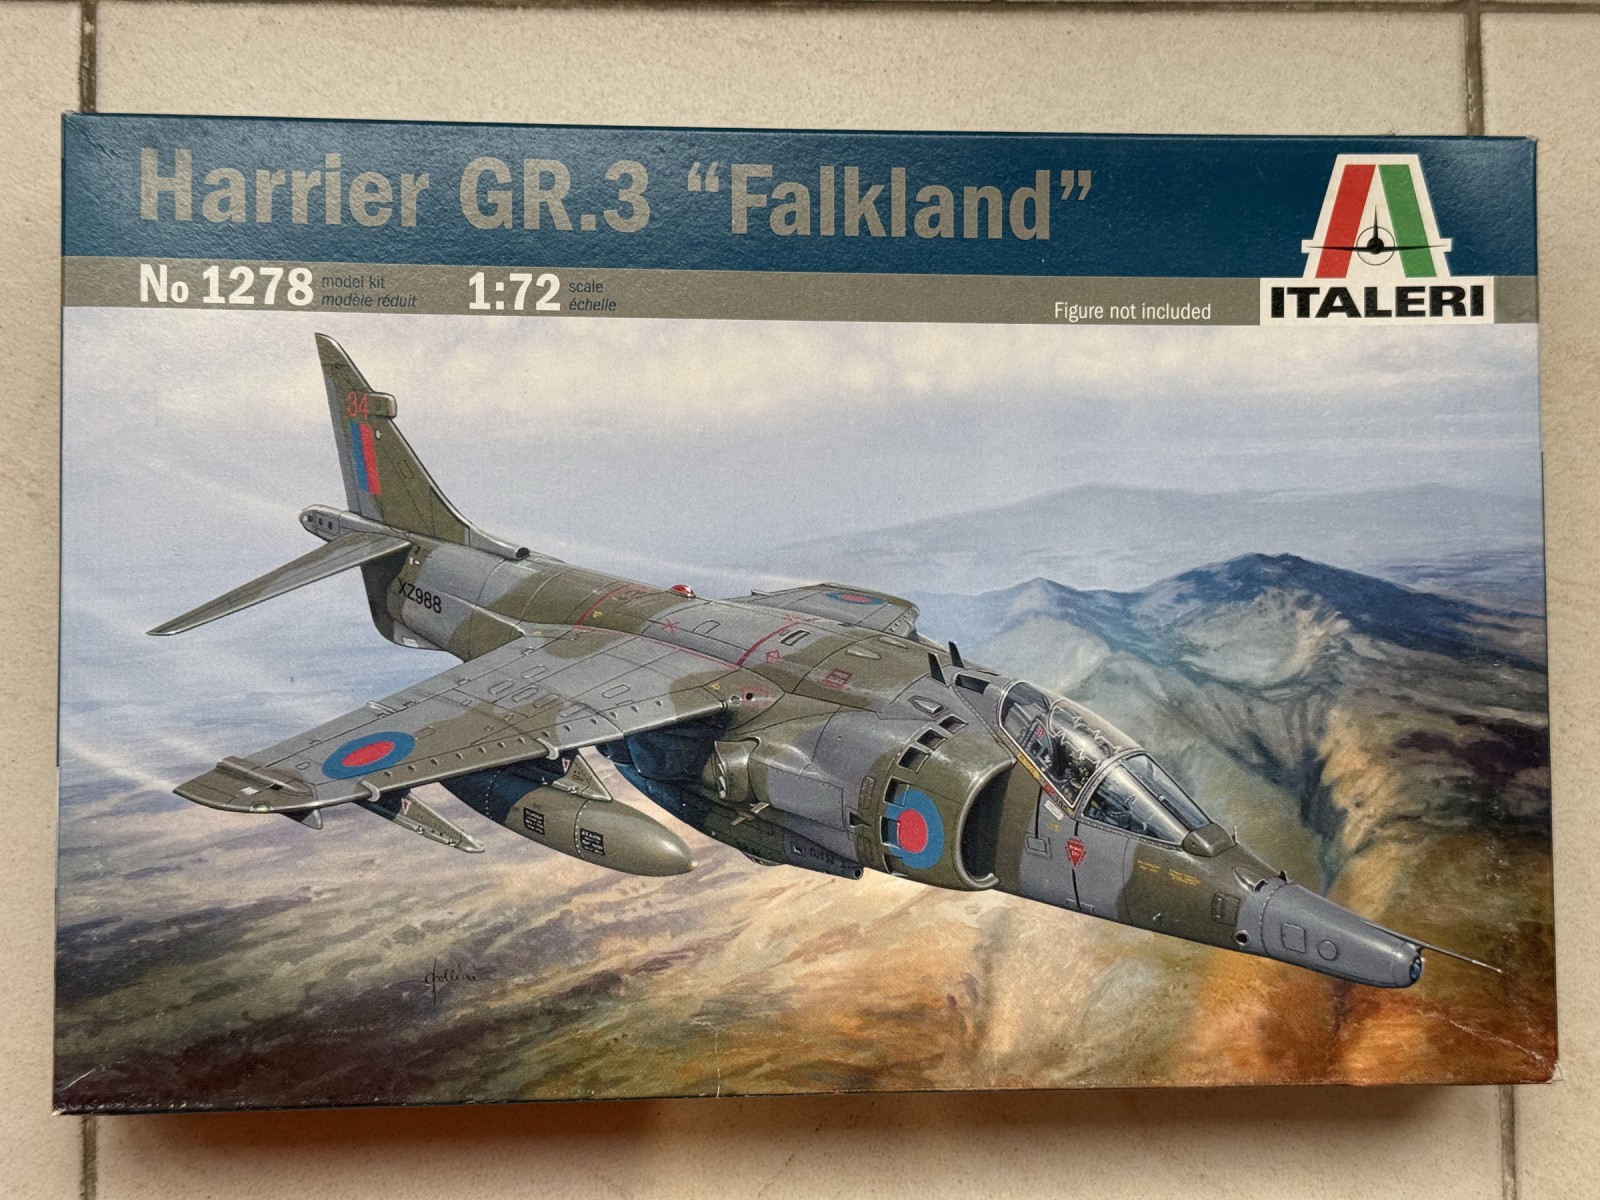 Harrier GR.3 “Falkland”
No 1278 model kit
modèle réduit
1:72 scale
échelle
Figure not included
ITALERI
34
XZ988